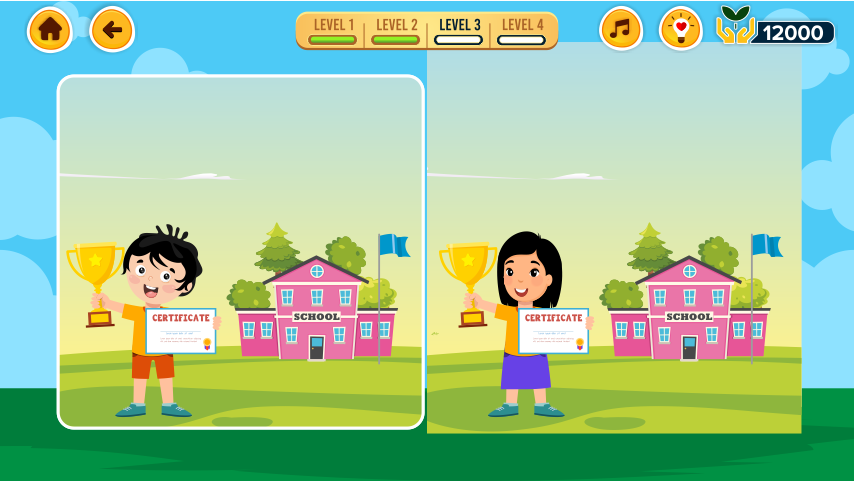 LEVEL 1 LEVEL 2 LEVEL 3 LEVEL 4
12000
CERTIFICATE
SCHOOL
CERTIFICATE
SCHOOL